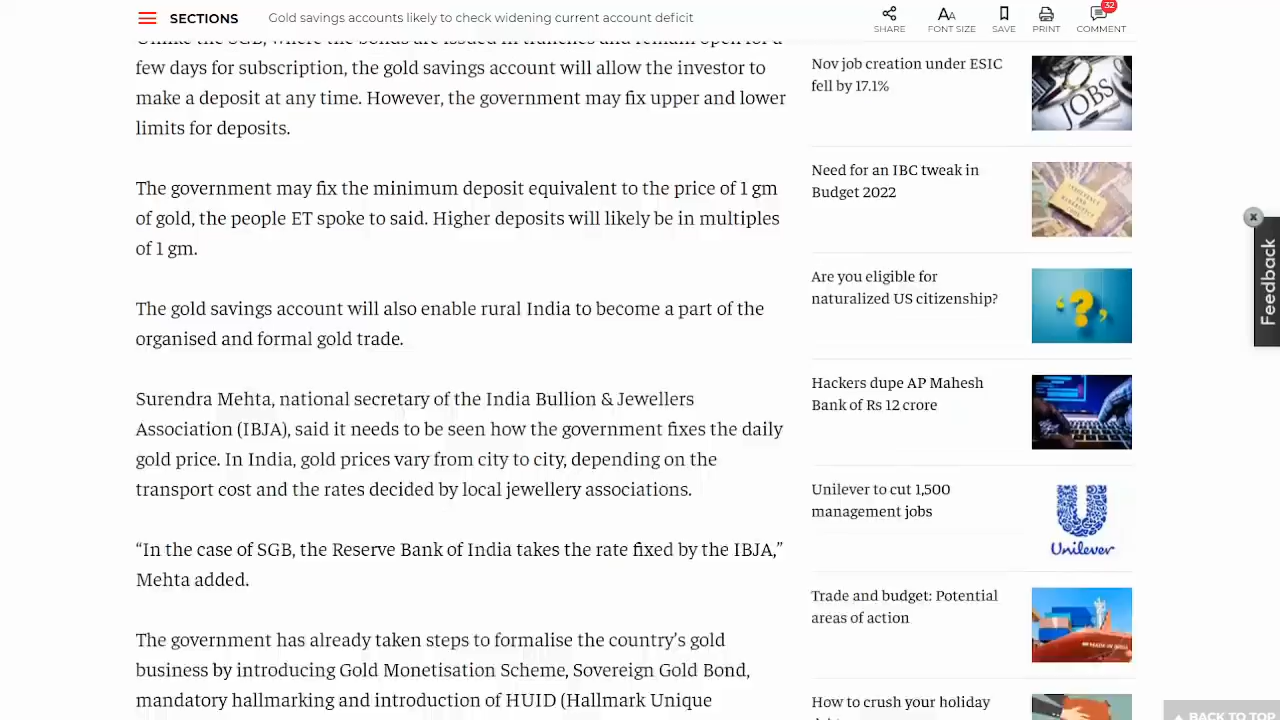 SECTIONS
Gold savings accounts likely to check widening current account deficit
SHARE
FONT SIZE
SAVE
PRINT
32
COMMENT
Unlike the SGB, where the bonds are issued in tranches and remain open for a
few days for subscription, the gold savings account will allow the investor to
make a deposit at any time. However, the government may fix upper and lower
limits for deposits.
The government may fix the minimum deposit equivalent to the price of 1 gm
of gold, the people ET spoke to said. Higher deposits will likely be in multiples
of 1 gm.
The gold savings account will also enable rural India to become a part of the
organised and formal gold trade.
Surendra Mehta, national secretary of the India Bullion & Jewellers
Association (IBJA), said it needs to be seen how the government fixes the daily
gold price. In India, gold prices vary from city to city, depending on the
transport cost and the rates decided by local jewellery associations.
“In the case of SGB, the Reserve Bank of India takes the rate fixed by the IBJA,”
Mehta added.
The government has already taken steps to formalise the country’s gold
business by introducing Gold Monetisation Scheme, Sovereign Gold Bond,
mandatory hallmarking and introduction of HUID (Hallmark Unique
Nov job creation under ESIC
fell by 17.1%
JOBS
Need for an IBC tweak in
Budget 2022
Are you eligible for
naturalized US citizenship?
Hackers dupe AP Mahesh
Bank of Rs 12 crore
Unilever to cut 1,500
management jobs
Unilever
Trade and budget: Potential
areas of action
How to crush your holiday
Feedback
BACK TO TOP